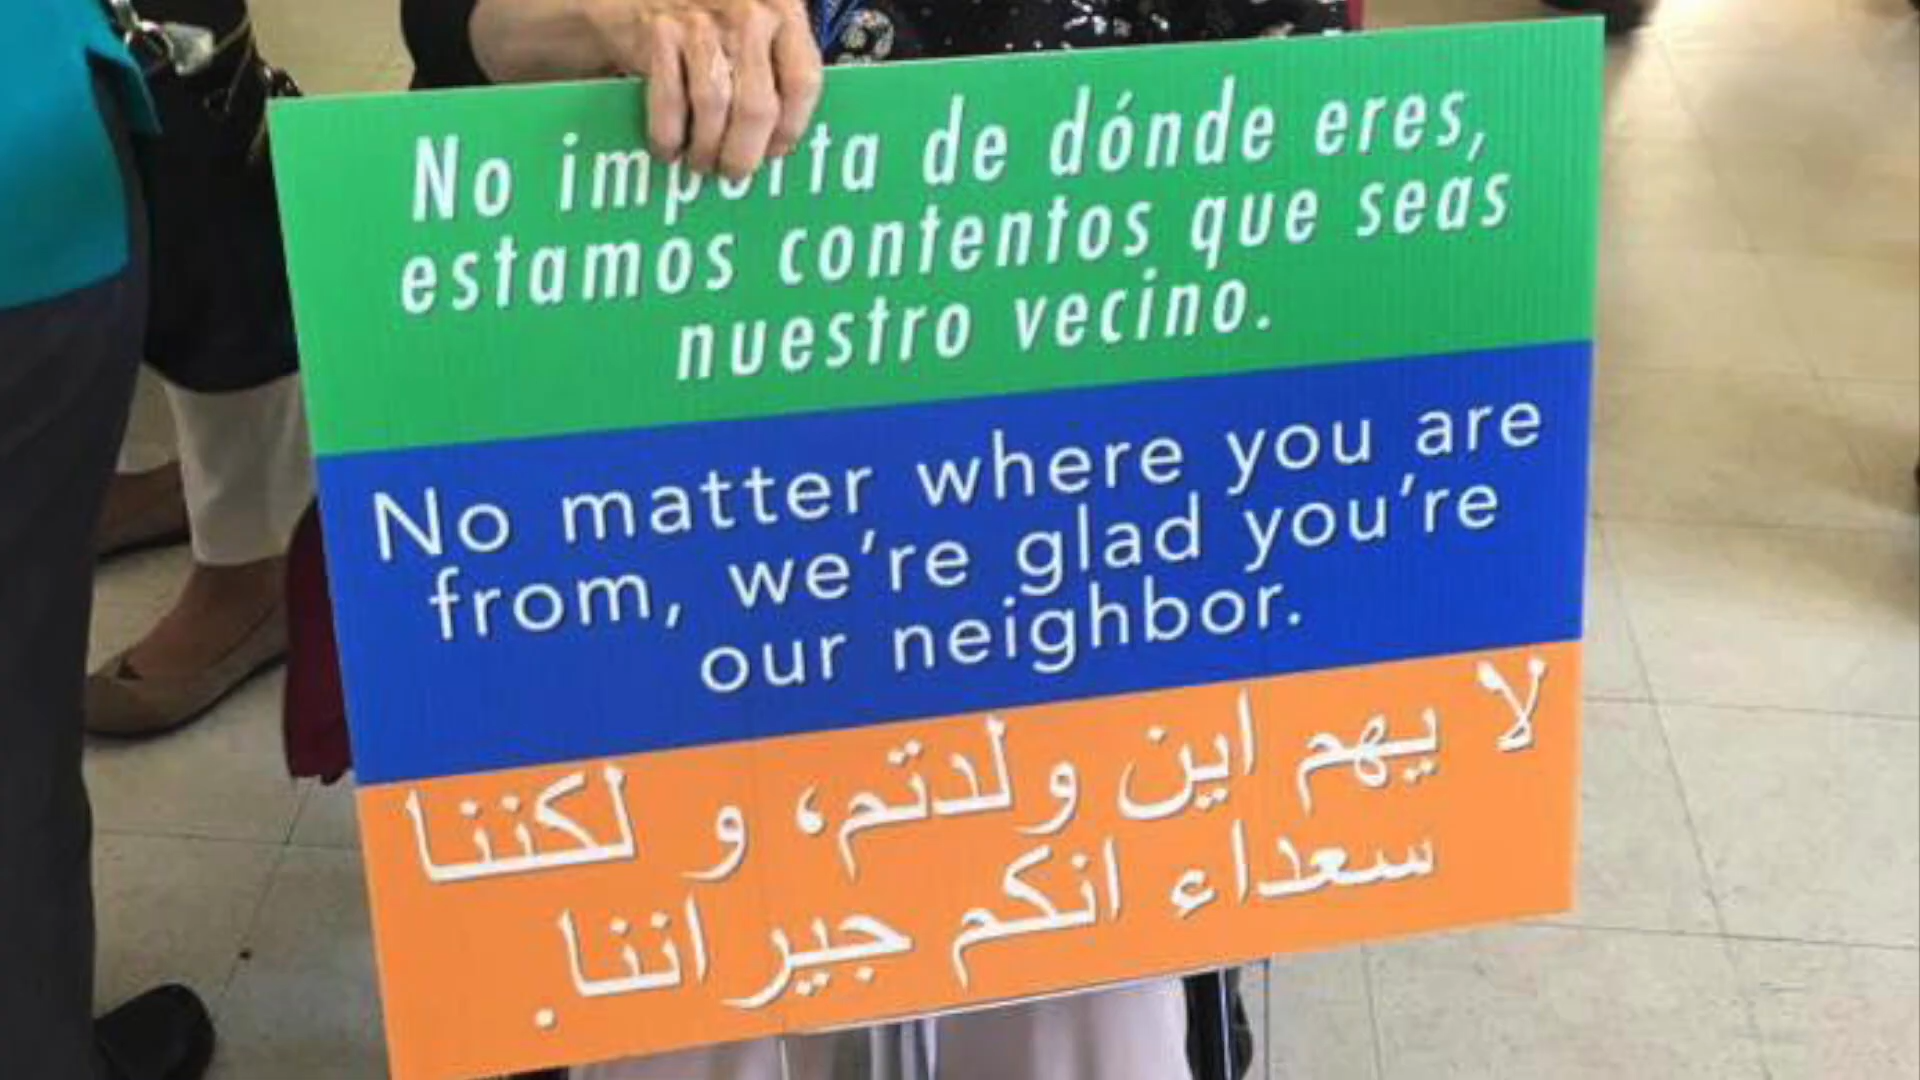 No importa de dónde eres,
estamos contentos que seas
nuestro vecino.
No matter where you are
from, we're glad you're
our neighbor.
لا يهم اين ولدتم، و لكننا
سعداء انكم جيراننا.